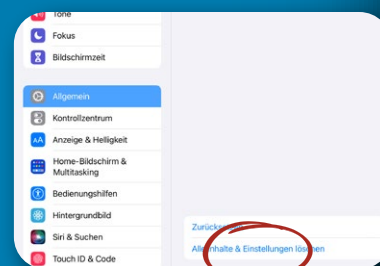 Töne
Fokus
Bildschirmzeit
Allgemein
Kontrollzentrum
Anzeige & Helligkeit
Home-Bildschirm &
Multitasking
Bedienungshilfen
Hintergrundbild
Siri & Suchen
Touch ID & Code
Alle Inhalte & Einstellungen löschen